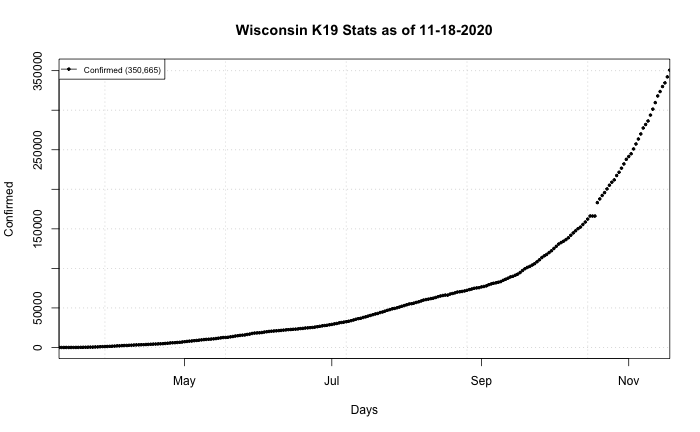 Wisconsin K19 Stats as of 11-18-2020
Confirmed (350,665)
350000
250000
150000
50000
0
Confirmed
May Jul Sep Nov
Days